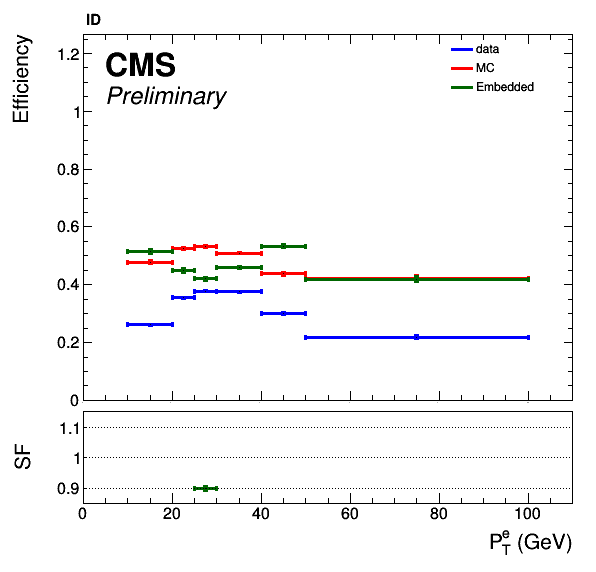 ID
Efficiency
CMS
Preliminary
data
MC
Embedded
1.2
1
0.8
0.6
0.4
0.2
0
SF
1.1
1
0.9
0 20 40 60 80 100
P_T^e (GeV)